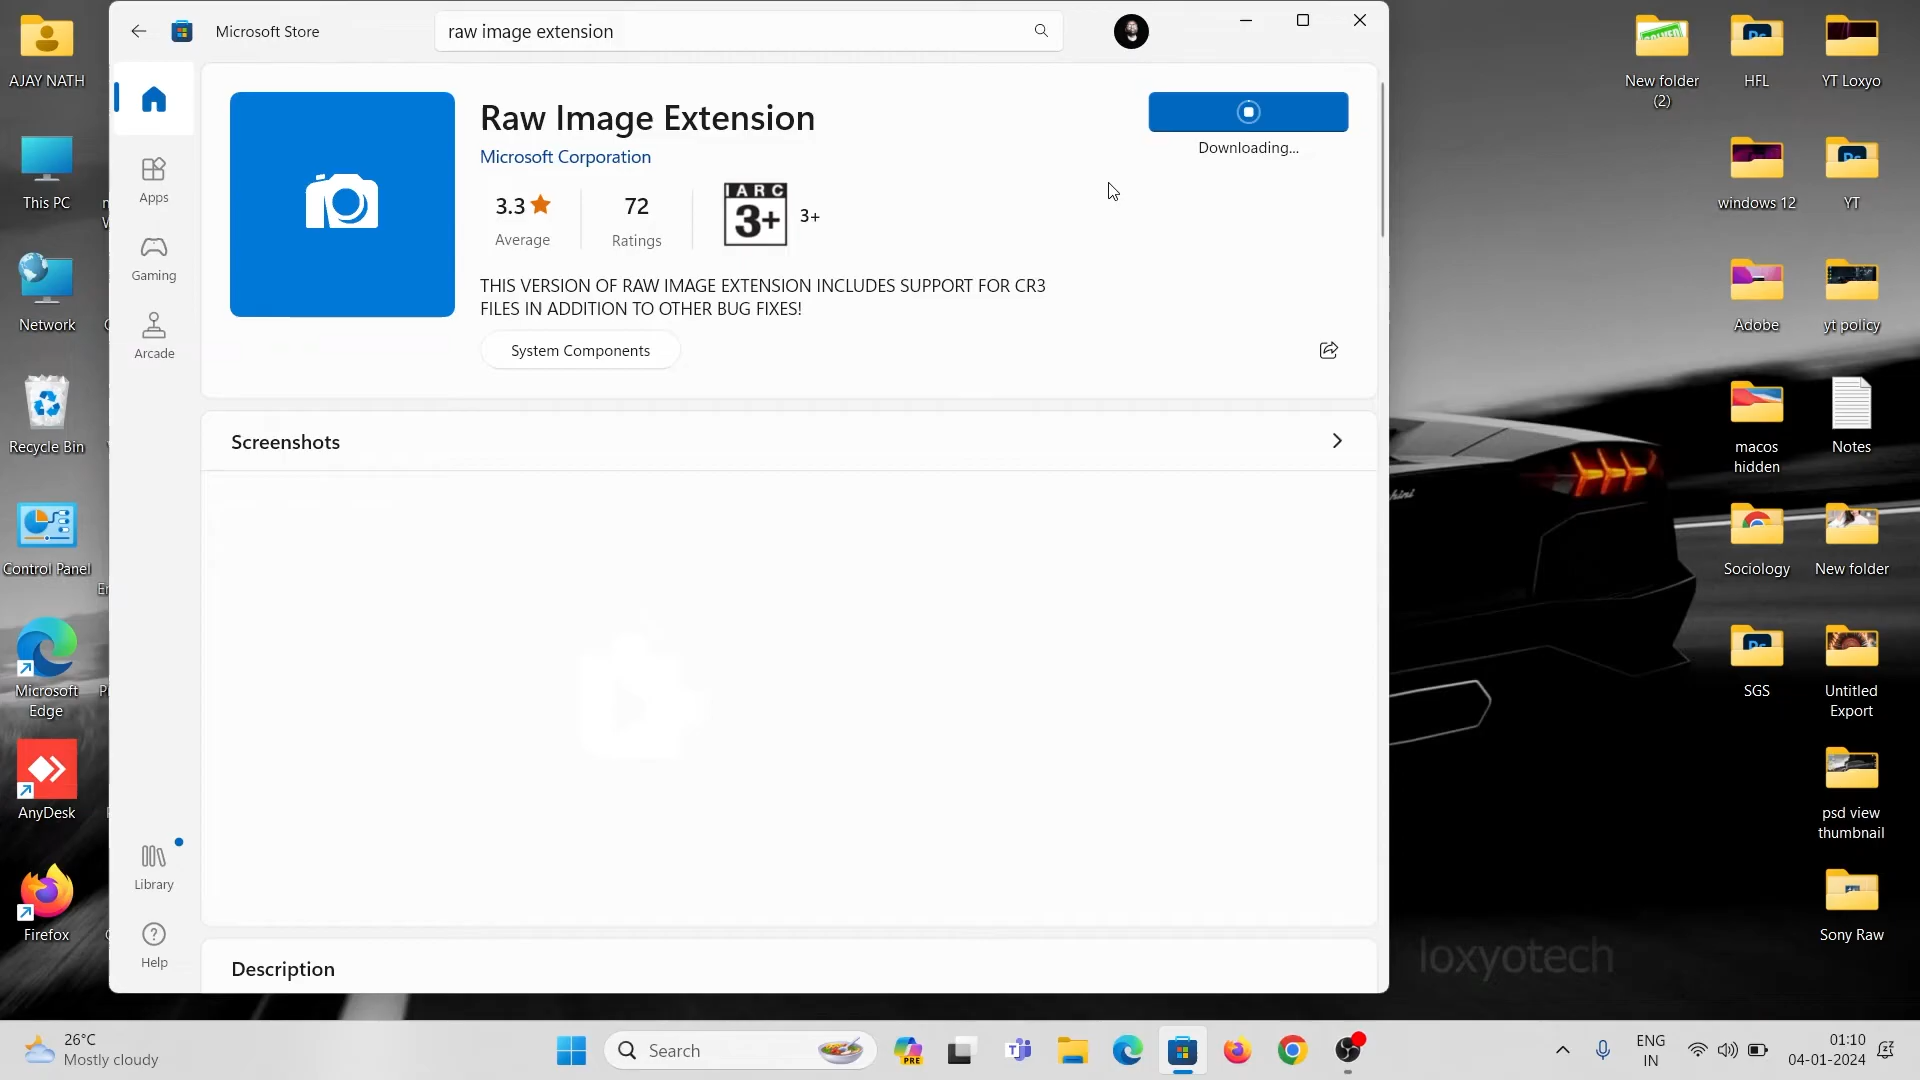 AJAY NATH
This PC
Network
Recycle Bin
Control Panel
Microsoft
Edge
AnyDesk
Firefox
Microsoft Store
raw image extension
Apps
Gaming
Arcade
Library
Help
Raw Image Extension
Microsoft Corporation
Downloading...
3.3
Average
72
Ratings
IARC
3+
3+
THIS VERSION OF RAW IMAGE EXTENSION INCLUDES SUPPORT FOR CR3
FILES IN ADDITION TO OTHER BUG FIXES!
System Components
Screenshots
Description
New folder
(2)
HFL
YT Loxyo
windows 12
YT
Adobe
yt policy
macos
hidden
Notes
Sociology
New folder
SGS
Untitled
Export
psd view
thumbnail
Sony Raw
loxyotech
26°C
Mostly cloudy
Search
PRE
ENG
IN
01:10
04-01-2024